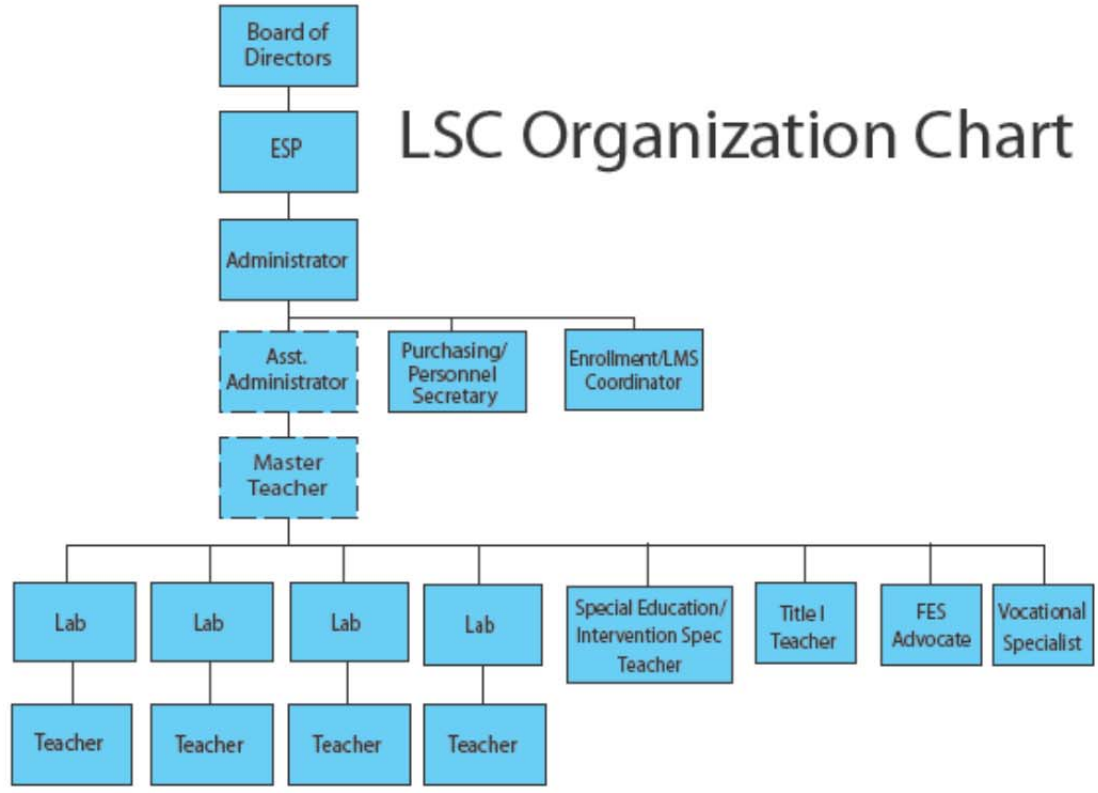 Board of
Directors
LSC Organization Chart
ESP
Administrator
Asst.
Administrator
Purchasing/
Personnel
Secretary
Enrollment/LMS
Coordinator
Master
Teacher
Lab
Lab
Lab
Lab
Special Education/
Intervention Spec
Teacher
Title I
Teacher
FES
Advocate
Vocational
Specialist
Teacher
Teacher
Teacher
Teacher